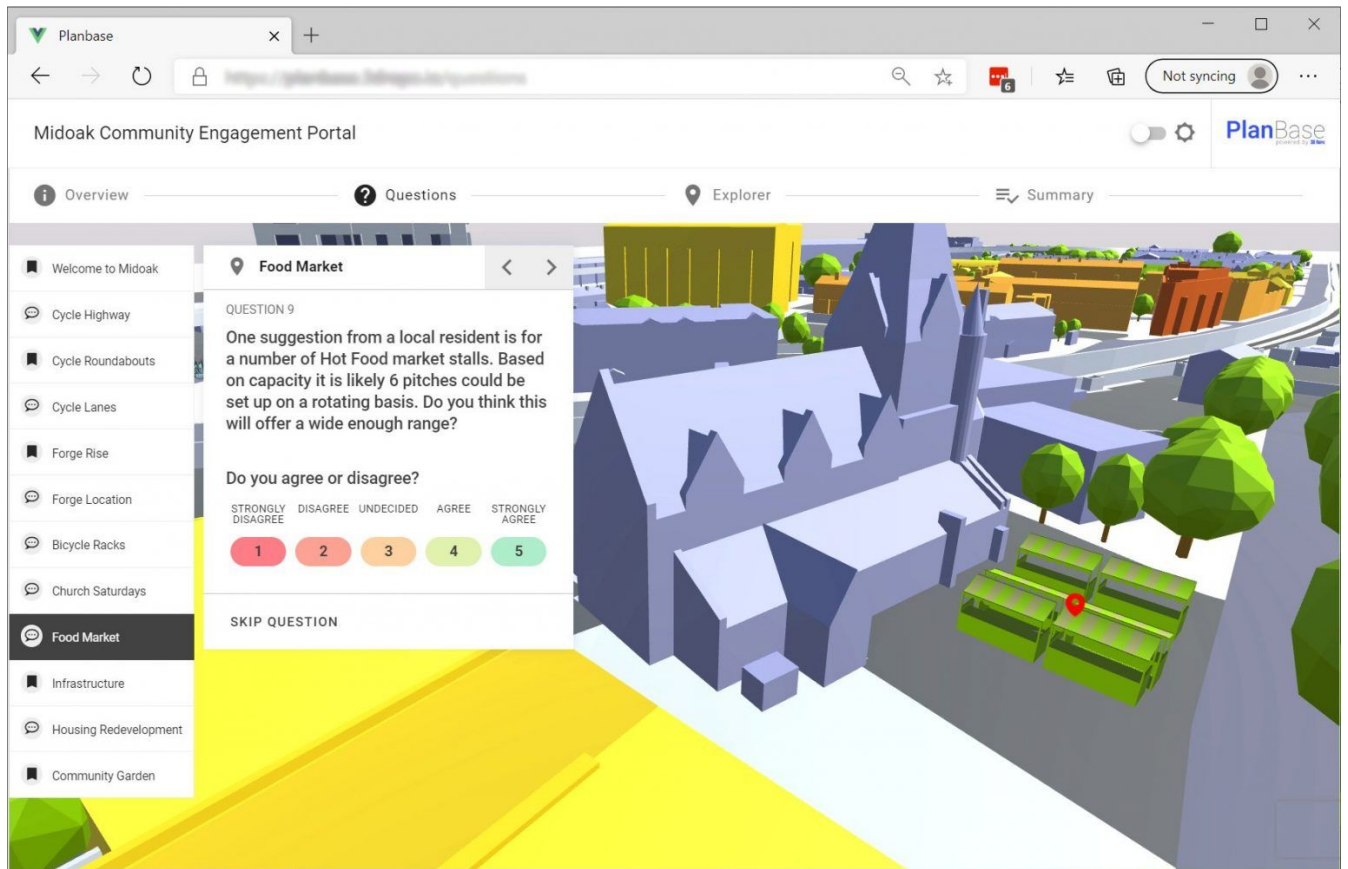 Planbase
6
Not syncing
Midoak Community Engagement Portal
PlanBase
Overview
Questions
Explorer
Summary
Welcome to Midoak
Cycle Highway
Cycle Roundabouts
Cycle Lanes
Forge Rise
Forge Location
Bicycle Racks
Church Saturdays
Food Market
Infrastructure
Housing Redevelopment
Community Garden
Food Market
QUESTION 9
One suggestion from a local resident is for
a number of Hot Food market stalls. Based
on capacity it is likely 6 pitches could be
set up on a rotating basis. Do you think this
will offer a wide enough range?
Do you agree or disagree?
STRONGLY DISAGREE
DISAGREE
UNDECIDED
AGREE
STRONGLY AGREE
1 2 3 4 5
SKIP QUESTION